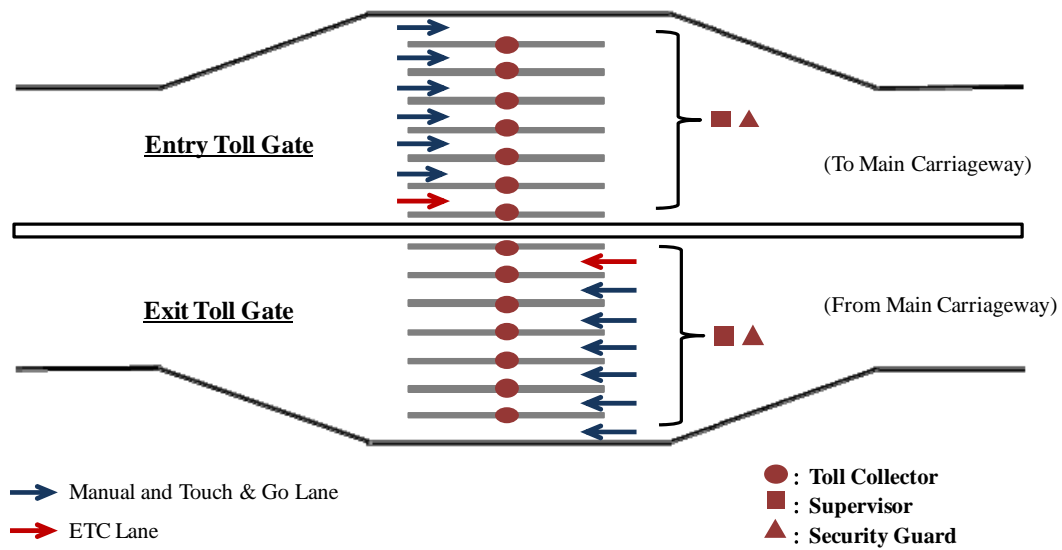 Entry Toll Gate
(To Main Carriageway)
Exit Toll Gate
(From Main Carriageway)
Manual and Touch & Go Lane
ETC Lane
: Toll Collector
: Supervisor
: Security Guard